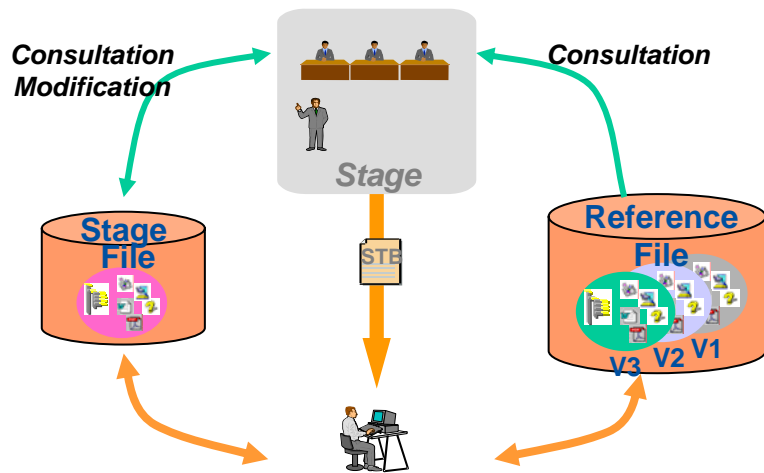 Consultation
Modification
Consultation
Stage
Stage
File
STB
Reference
File
V3
V2
V1